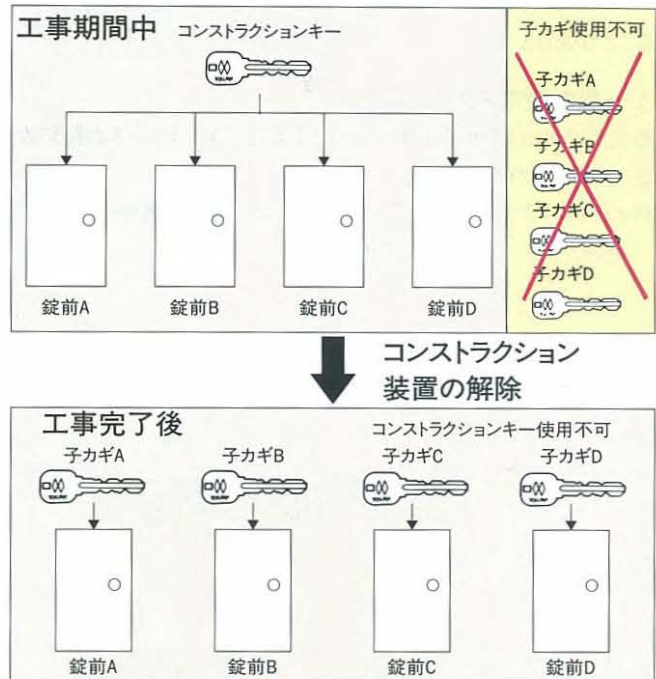 工事期間中
コンストラクションキー
錠前A
錠前B
錠前C
錠前D
子カギ使用不可
子カギA
子カギB
子カギC
子カギD
コンストラクション
装置の解除
工事完了後
コンストラクションキー使用不可
子カギA
子カギB
子カギC
子カギD
錠前A
錠前B
錠前C
錠前D